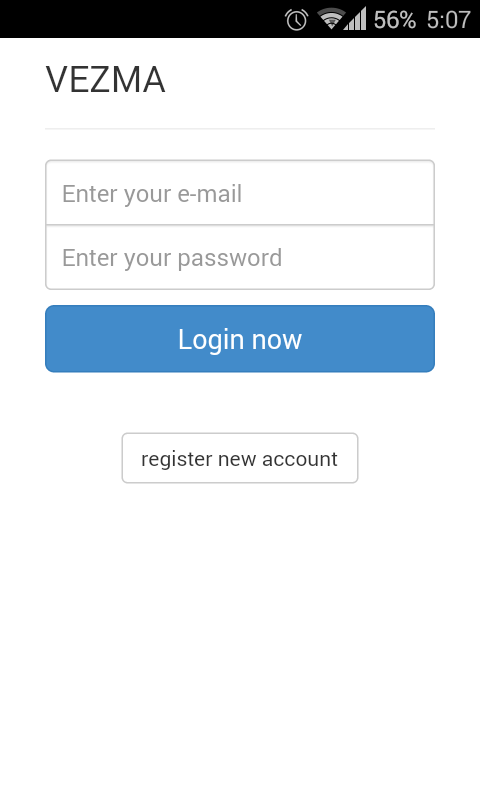 56% 5:07
VEZMA
Enter your e-mail
Enter your password
Login now
register new account